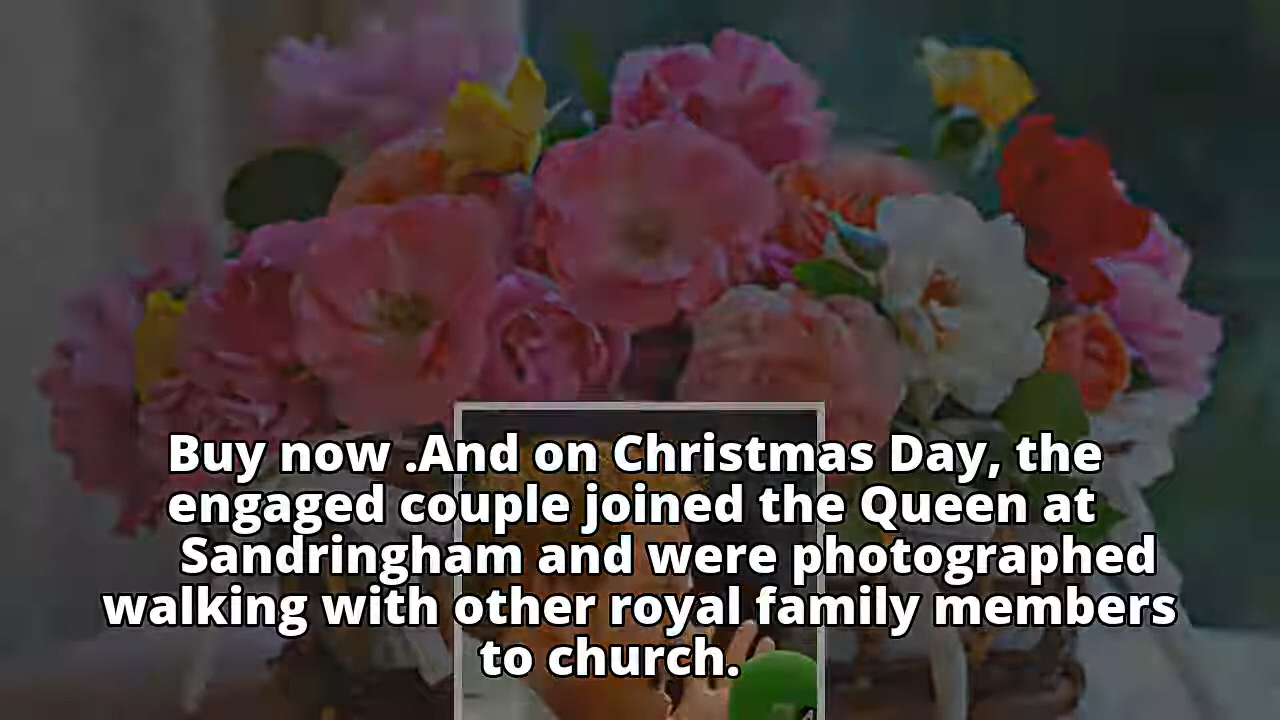 Buy now .And on Christmas Day, the
engaged couple joined the Queen at
Sandringham and were photographed
walking with other royal family members
to church.